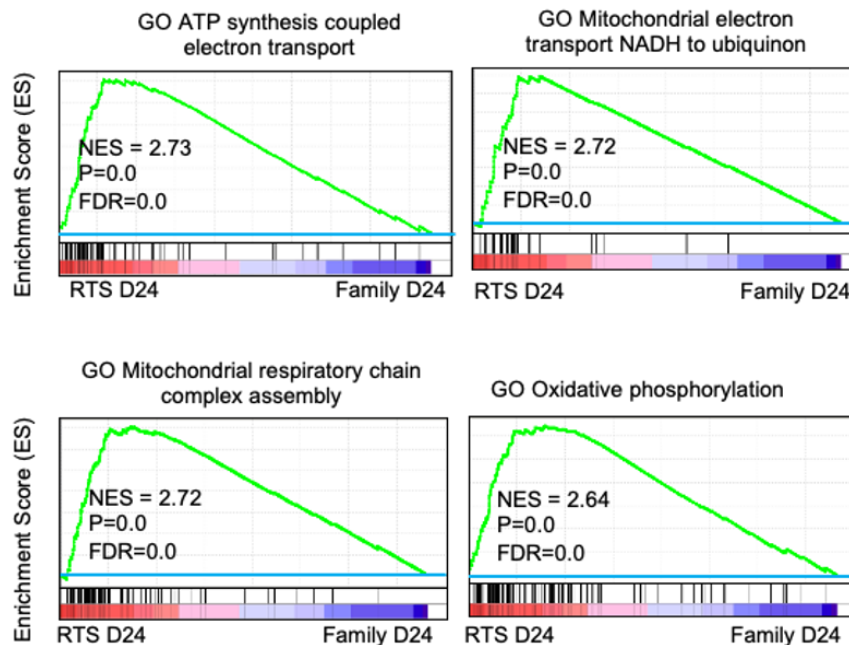 GO ATP synthesis coupled
electron transport
Enrichment Score (ES)
NES = 2.73
P=0.0
FDR=0.0
RTS D24
Family D24
GO Mitochondrial electron
transport NADH to ubiquinon
NES = 2.72
P=0.0
FDR=0.0
RTS D24
Family D24
GO Mitochondrial respiratory chain
complex assembly
Enrichment Score (ES)
NES = 2.72
P=0.0
FDR=0.0
RTS D24
Family D24
GO Oxidative phosphorylation
NES = 2.64
P=0.0
FDR=0.0
RTS D24
Family D24